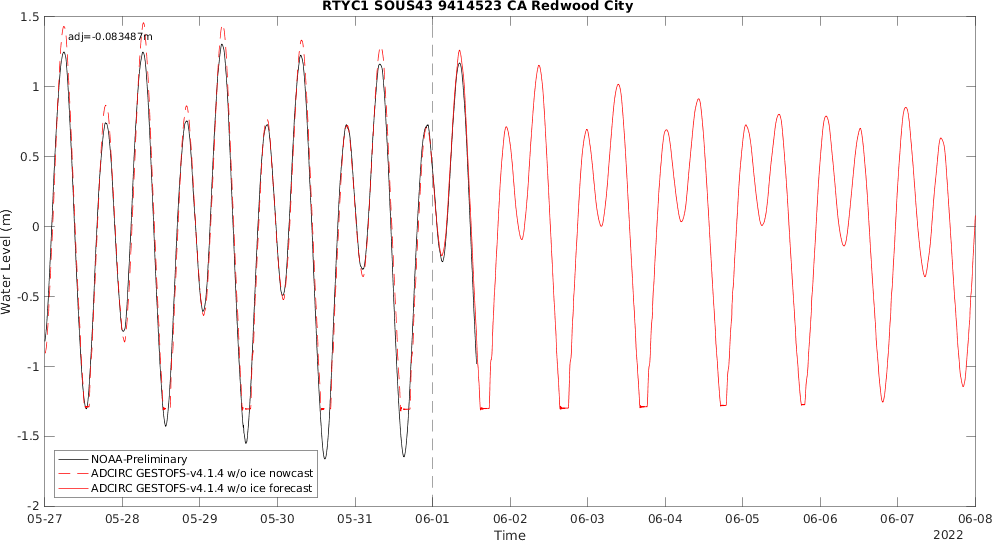 RTYC1 SOUS43 9414523 CA Redwood City
adj=-0.083487m
1.5
1
0.5
0
-0.5
-1
-1.5
-2
Water Level (m)
NOAA-Preliminary
ADCIRC GESTOFS-v4.1.4 w/o ice nowcast
ADCIRC GESTOFS-v4.1.4 w/o ice forecast
05-27 05-28 05-29 05-30 05-31 06-01 06-02 06-03 06-04 06-05 06-06 06-07 06-08
Time
2022